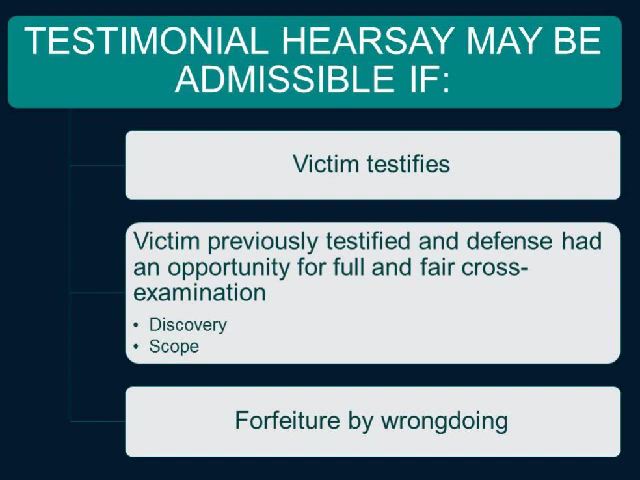 TESTIMONIAL HEARSAY MAY BE
ADMISSIBLE IF:
Victim testifies
Victim previously testified and defense had
an opportunity for full and fair cross-
examination
• Discovery
• Scope
Forfeiture by wrongdoing